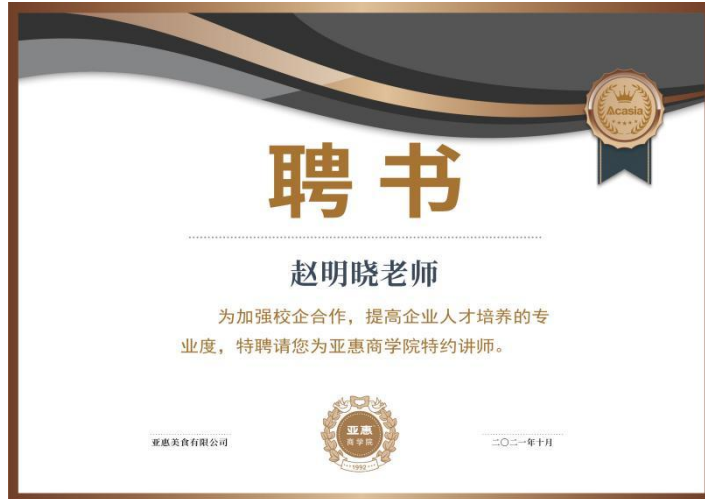 Acasia
聘书
赵明晓老师
为加强校企合作，提高企业人才培养的专
业度，特聘请您为亚惠商学院特约讲师。
亚惠
商学院
1992
亚惠美食有限公司
二〇二一年十月